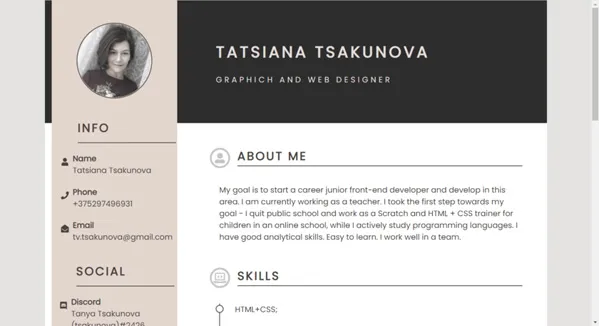 TATSIANA TSAKUNOVA
GRAPHICH AND WEB DESIGNER
INFO
Name
Tatsiana Tsakunova
Phone
+375297496931
Email
tv.tsakunova@gmail.com
SOCIAL
Discord
Tanya Tsakunova
(tsakunova)#2426
ABOUT ME
My goal is to start a career junior front-end developer and develop in this
area. I am currently working as a teacher. I took the first step towards my
goal - I quit public school and work as a Scratch and HTML + CSS trainer for
children in an online school, while I actively study programming languages. I
have good analytical skills. Easy to learn. I work well in a team.
SKILLS
HTML+CSS;